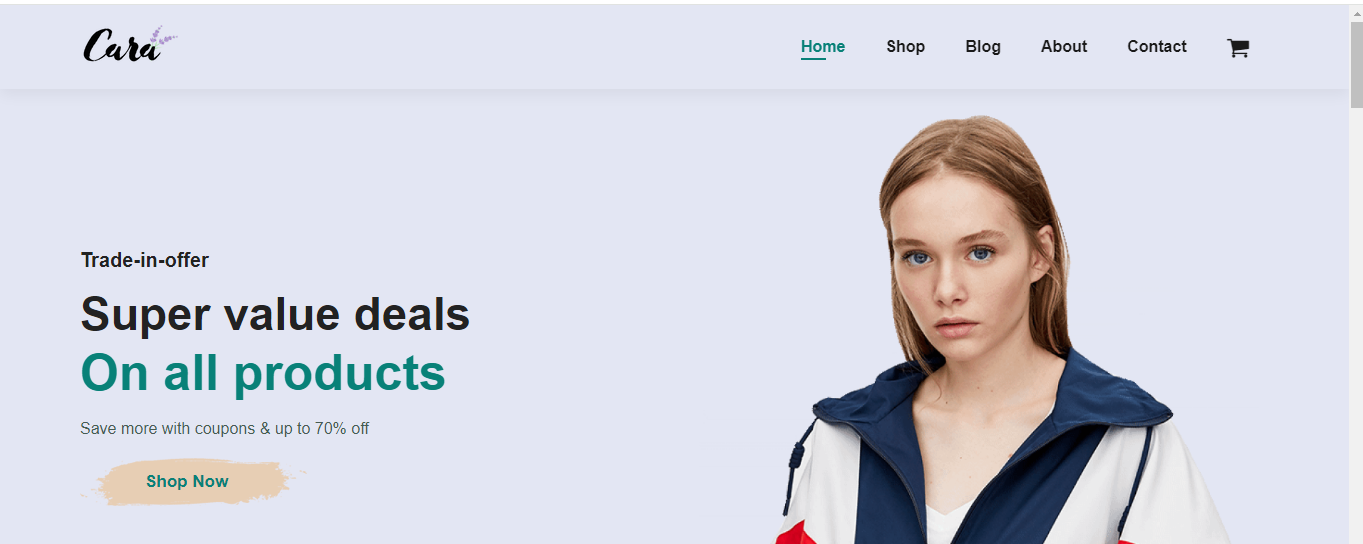 Cara
Home Shop Blog About Contact
Trade-in-offer
Super value deals
On all products
Save more with coupons & up to 70% off
Shop Now